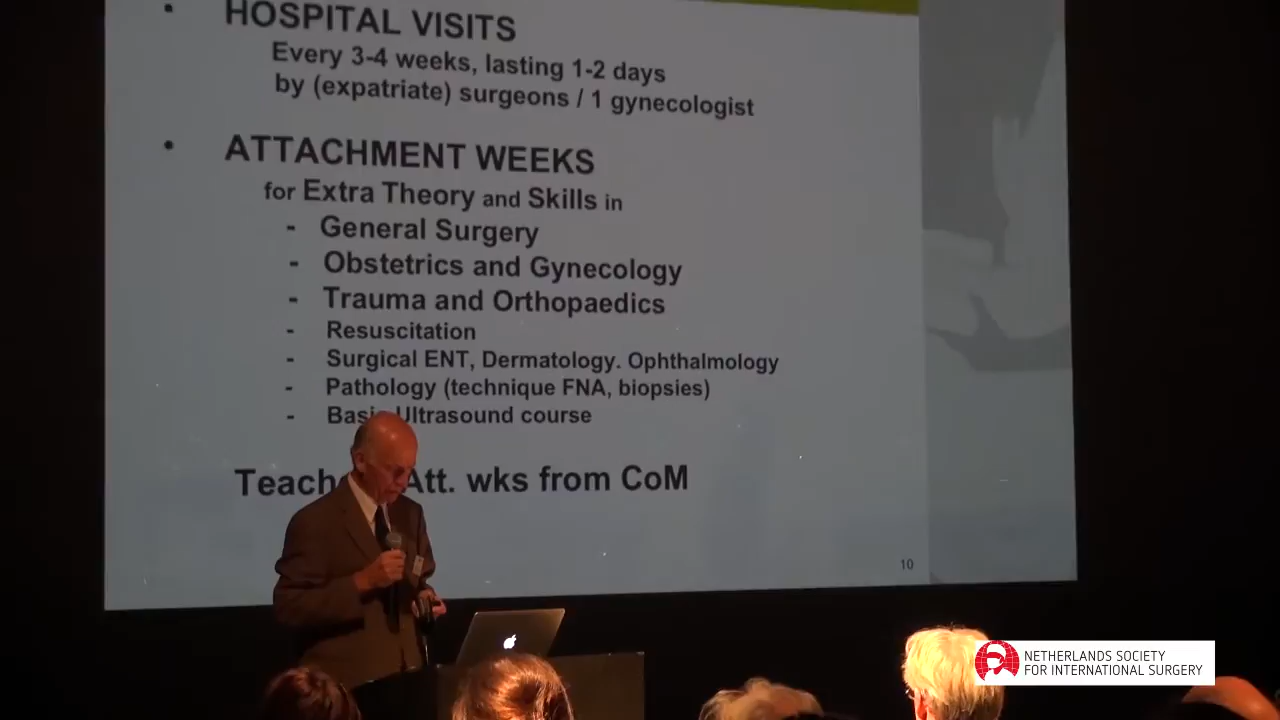 • HOSPITAL VISITS
Every 3-4 weeks, lasting 1-2 days
by (expatriate) surgeons / 1 gynecologist
• ATTACHMENT WEEKS
for Extra Theory and Skills in
- General Surgery
- Obstetrics and Gynecology
- Trauma and Orthopaedics
- Resuscitation
- Surgical ENT, Dermatology. Ophthalmology
- Pathology (technique FNA, biopsies)
- Basic Ultrasound course
Att. wks from CoM
10
NETHERLANDS SOCIETY
FOR INTERNATIONAL SURGERY